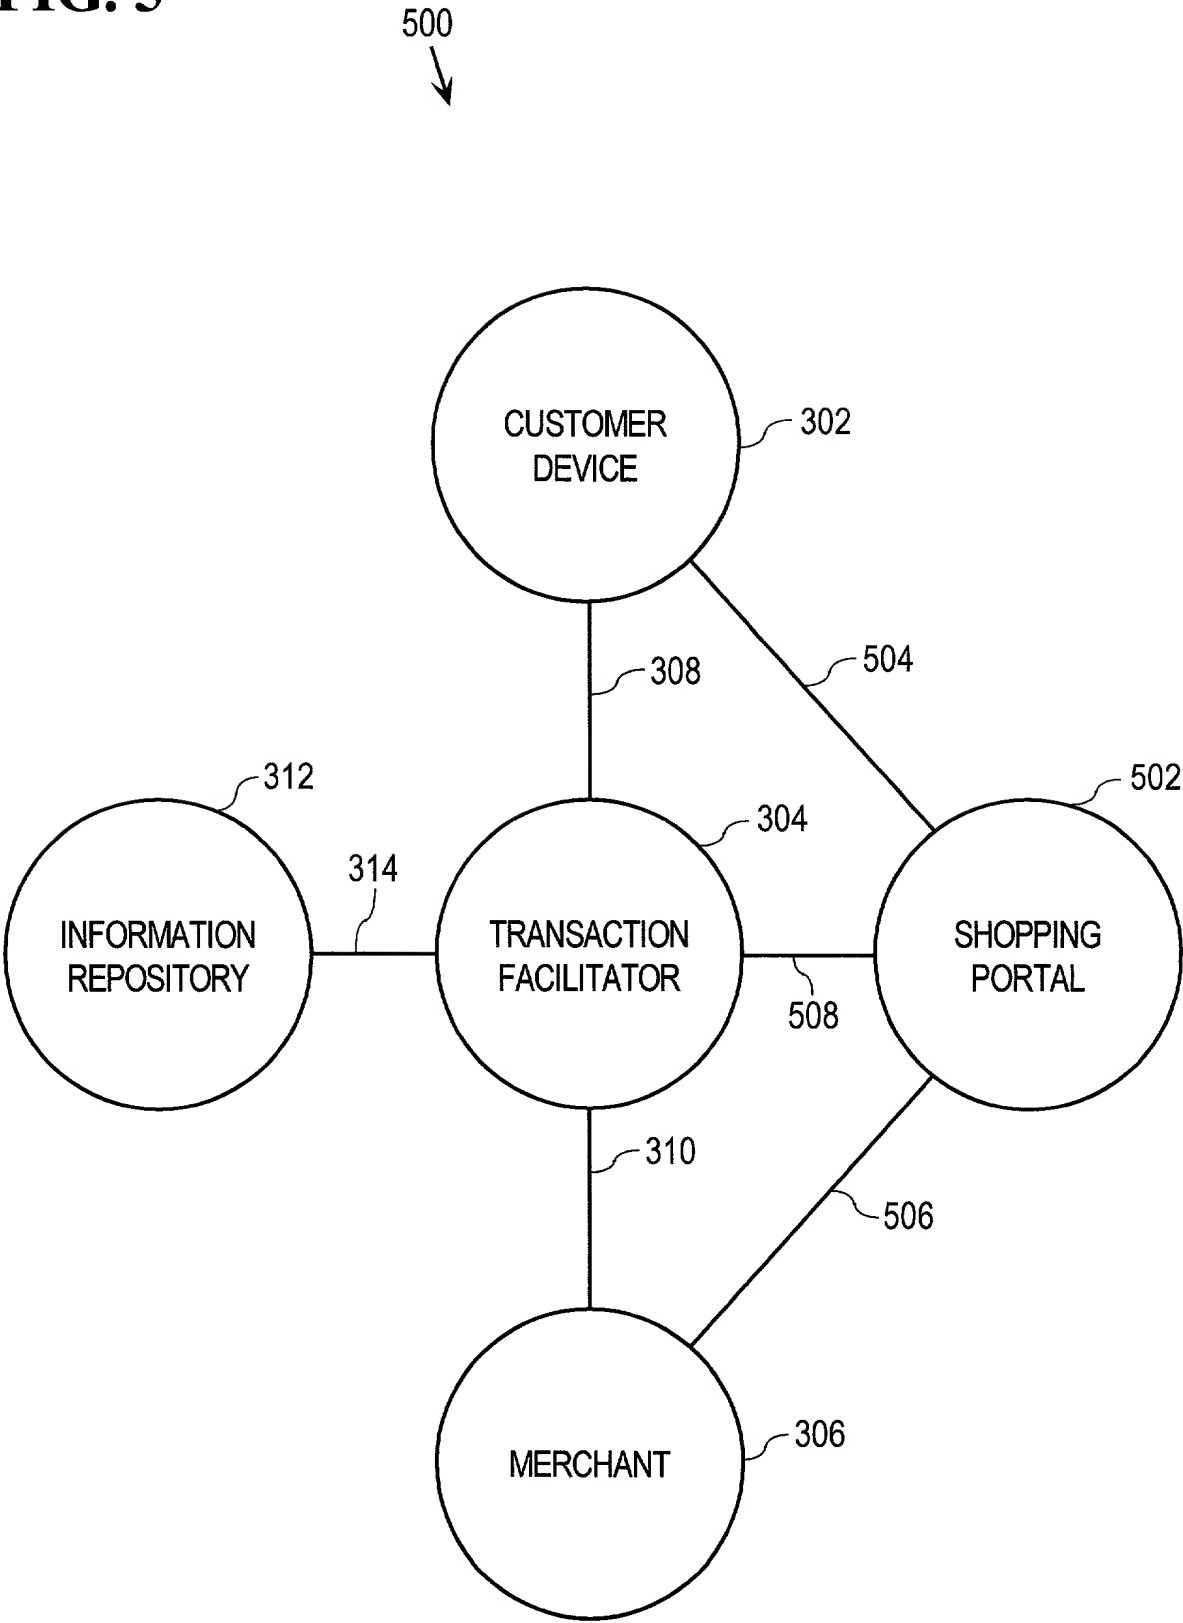 FIG. 5
500
CUSTOMER
DEVICE
302
308
504
312
502
304
314
INFORMATION
REPOSITORY
TRANSACTION
FACILITATOR
SHOPPING
PORTAL
508
310
506
MERCHANT
306